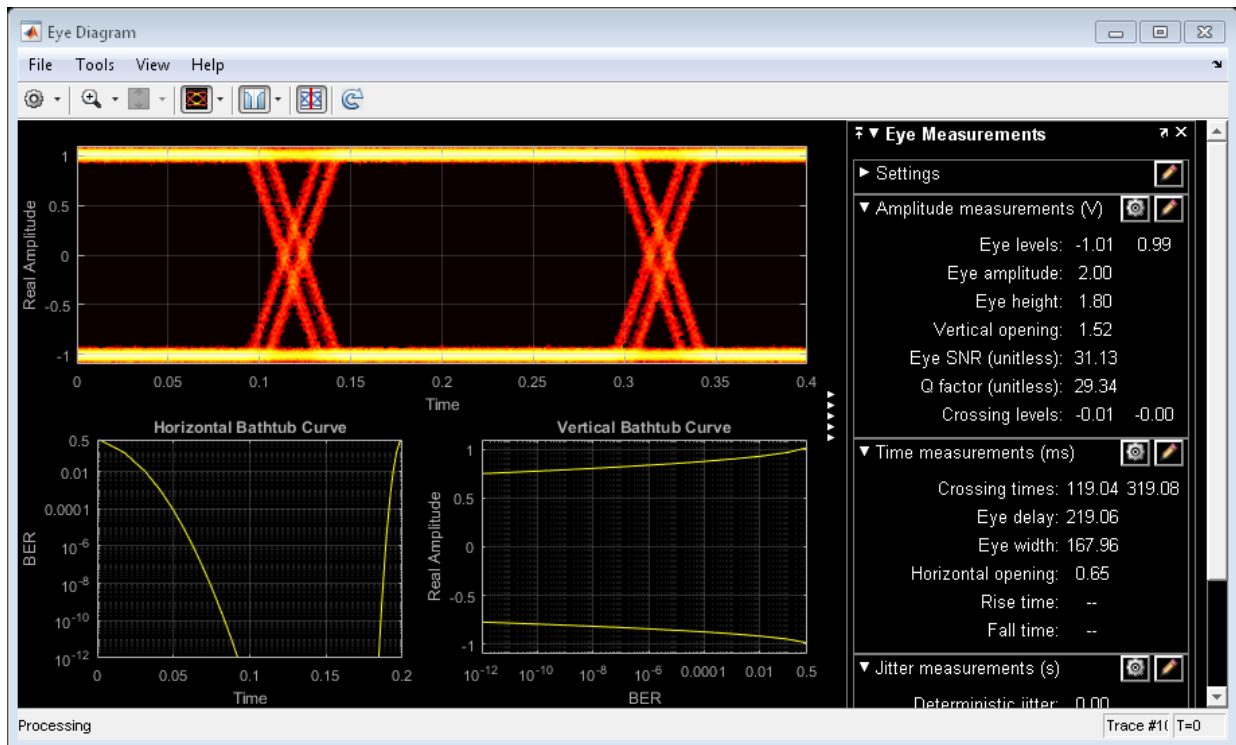 Eye Diagram
File Tools View Help
1
0.5
0
-0.5
-1
Real Amplitude
0 0.05 0.1 0.15 0.2 0.25 0.3 0.35 0.4
Time
Horizontal Bathtub Curve
0.5
0.01
0.0001
10^-6
10^-8
10^-10
10^-12
BER
0 0.05 0.1 0.15 0.2
Time
Vertical Bathtub Curve
1
0.5
0
-0.5
-1
Real Amplitude
10^-12 10^-10 10^-8 10^-6 0.0001 0.01 0.5
BER
Eye Measurements
Settings
Amplitude measurements (V)
Eye levels: -1.01 0.99
Eye amplitude: 2.00
Eye height: 1.80
Vertical opening: 1.52
Eye SNR (unitless): 31.13
Q factor (unitless): 29.34
Crossing levels: -0.01 -0.00
Time measurements (ms)
Crossing times: 119.04 319.08
Eye delay: 219.06
Eye width: 167.96
Horizontal opening: 0.65
Rise time: --
Fall time: --
Jitter measurements (s)
Deterministic jitter: 0.00
Processing
Trace #1( T=0